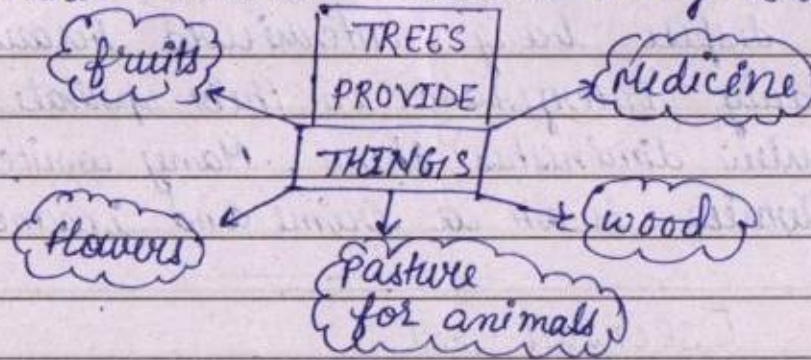 TREES
fruits
PROVIDE
Medicine
THINGS
flowers
wood
Pasture
for animals